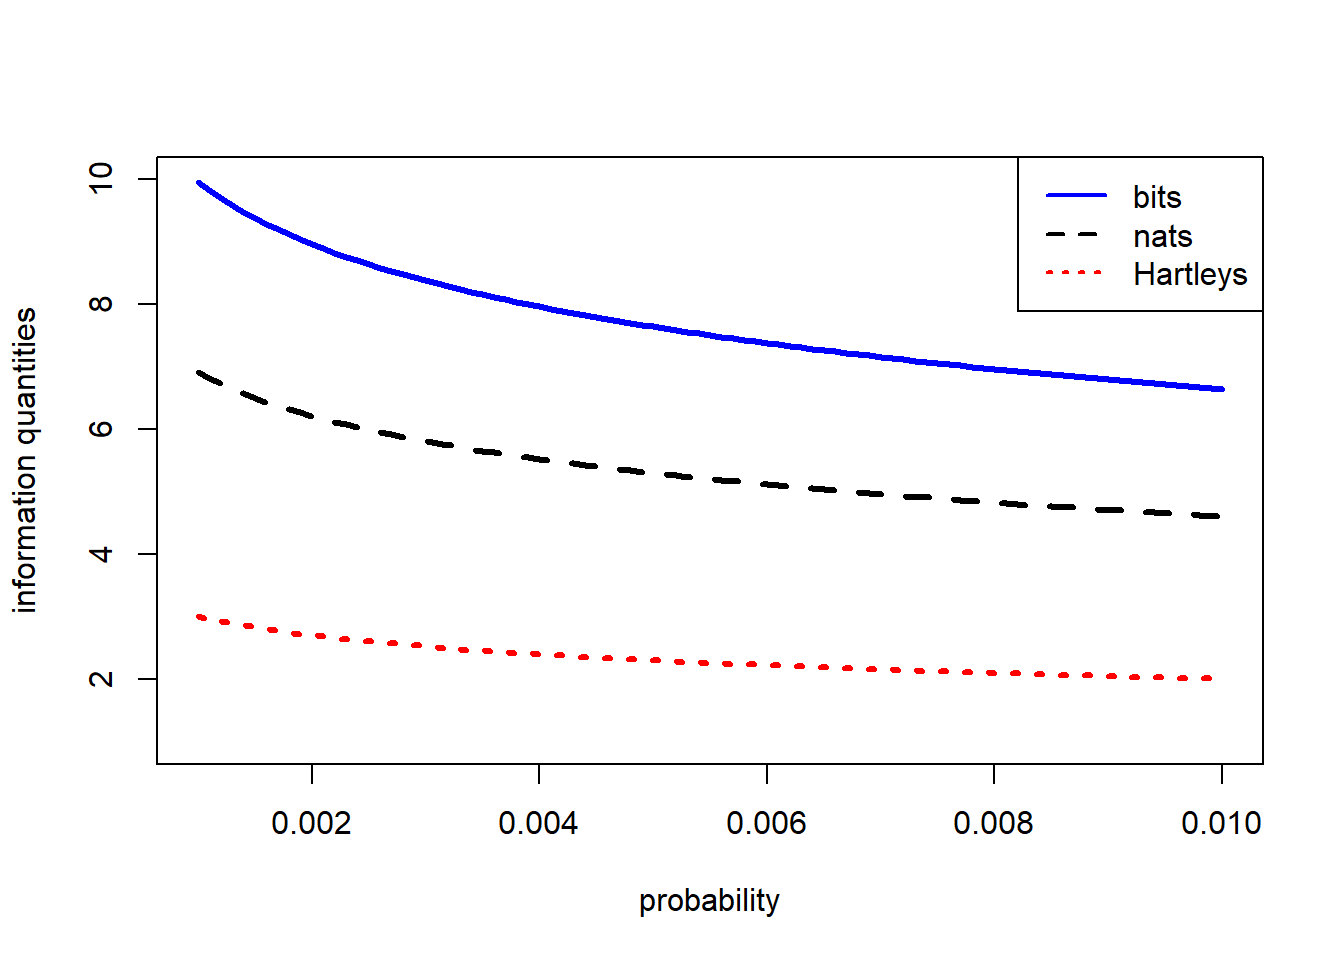 bits
nats
Hartleys
information quantities
10
8
6
4
2
0.002 0.004 0.006 0.008 0.010
probability